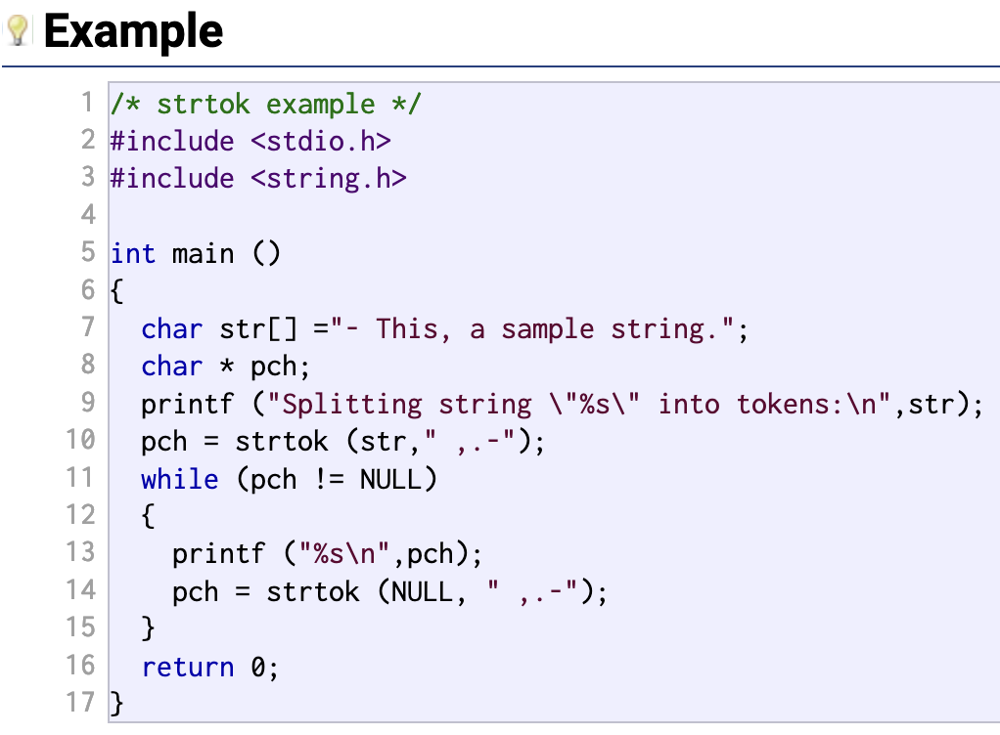 Example
1 /* strtok example */
2 #include <stdio.h>
3 #include <string.h>
4
5 int main ()
6 {
7   char str[] ="- This, a sample string.";
8   char * pch;
9   printf ("Splitting string \"%s\" into tokens:\n",str);
10   pch = strtok (str," ,.-");
11   while (pch != NULL)
12   {
13     printf ("%s\n",pch);
14     pch = strtok (NULL, " ,.-");
15   }
16   return 0;
17 }